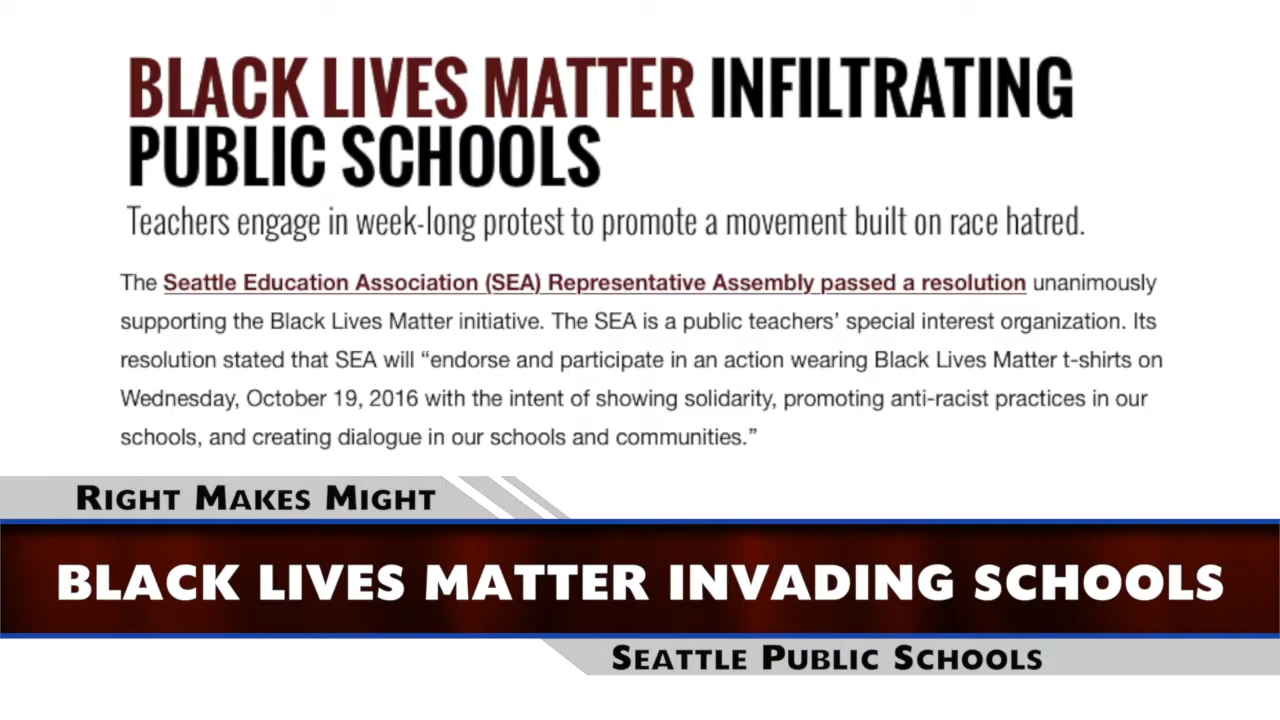 BLACK LIVES MATTER INFILTRATING
PUBLIC SCHOOLS
Teachers engage in week-long protest to promote a movement built on race hatred.
The Seattle Education Association (SEA) Representative Assembly passed a resolution unanimously
supporting the Black Lives Matter initiative. The SEA is a public teachers’ special interest organization. Its
resolution stated that SEA will “endorse and participate in an action wearing Black Lives Matter t-shirts on
Wednesday, October 19, 2016 with the intent of showing solidarity, promoting anti-racist practices in our
schools, and creating dialogue in our schools and communities.”
RIGHT MAKES MIGHT
BLACK LIVES MATTER INVADING SCHOOLS
SEATTLE PUBLIC SCHOOLS